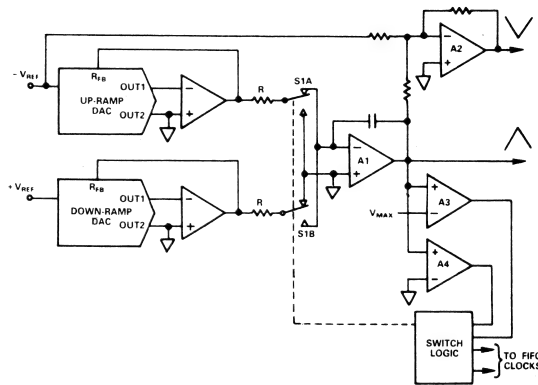 A2
− VREF
RFB
OUT1
UP-RAMP
DAC
OUT2
−
+
R
S1A
A1
+ VREF
RFB
OUT1
DOWN-RAMP
DAC
OUT2
−
+
R
S1B
VMAX
A3
A4
SWITCH
LOGIC
TO FIFO
CLOCKS